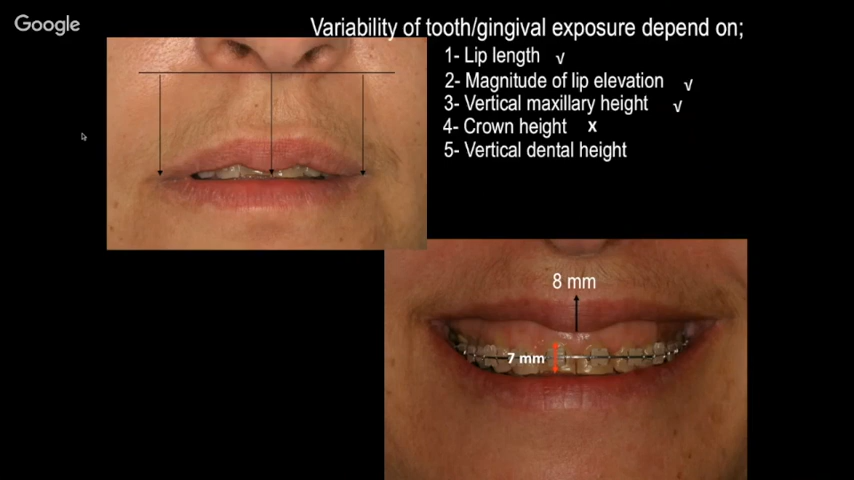 Google
Variability of tooth/gingival exposure depend on;
1- Lip length √
2- Magnitude of lip elevation √
3- Vertical maxillary height √
4- Crown height x
5- Vertical dental height
8 mm
7 mm